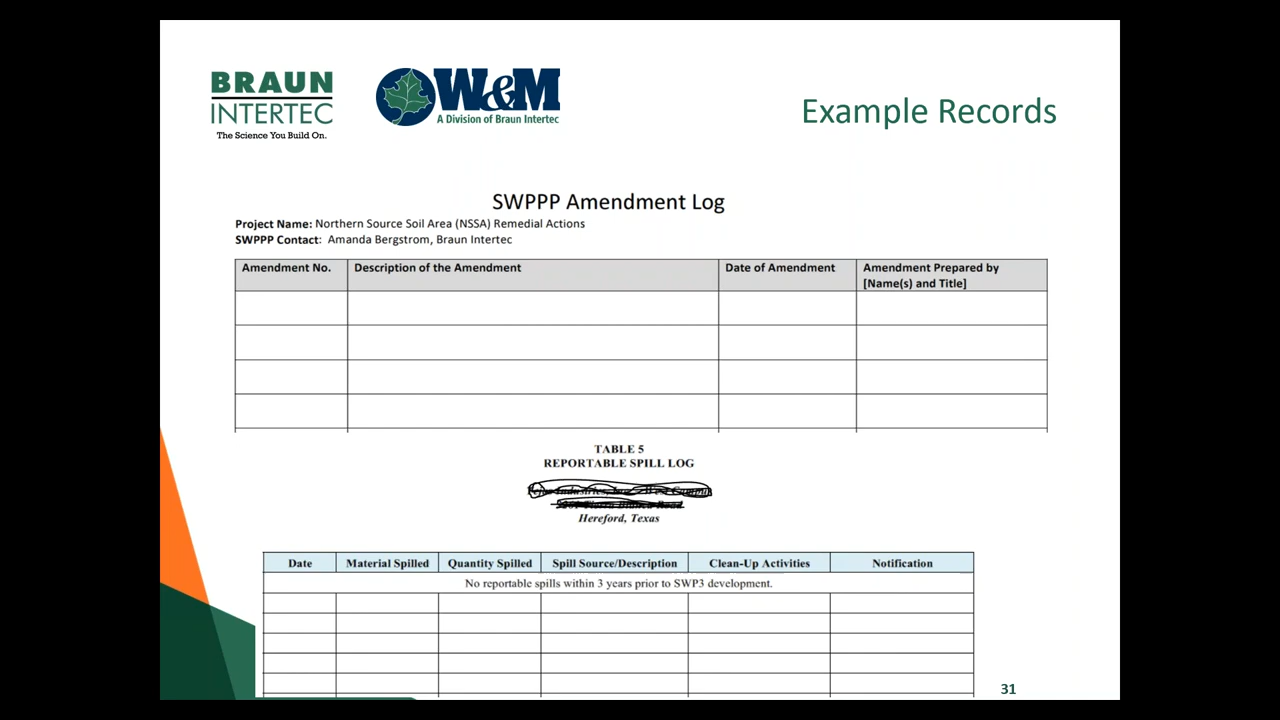 BRAUN
INTERTEC
The Science You Build On.
W&M
A Division of Braun Intertec
Example Records
SWPPP Amendment Log
Project Name: Northern Source Soil Area (NSSA) Remedial Actions
SWPPP Contact: Amanda Bergstrom, Braun Intertec
Amendment No. Description of the Amendment Date of Amendment Amendment Prepared by
[Name(s) and Title]
TABLE 5
REPORTABLE SPILL LOG
Hereford, Texas
Date Material Spilled Quantity Spilled Spill Source/Description Clean-Up Activities Notification
No reportable spills within 3 years prior to SWP3 development.
31